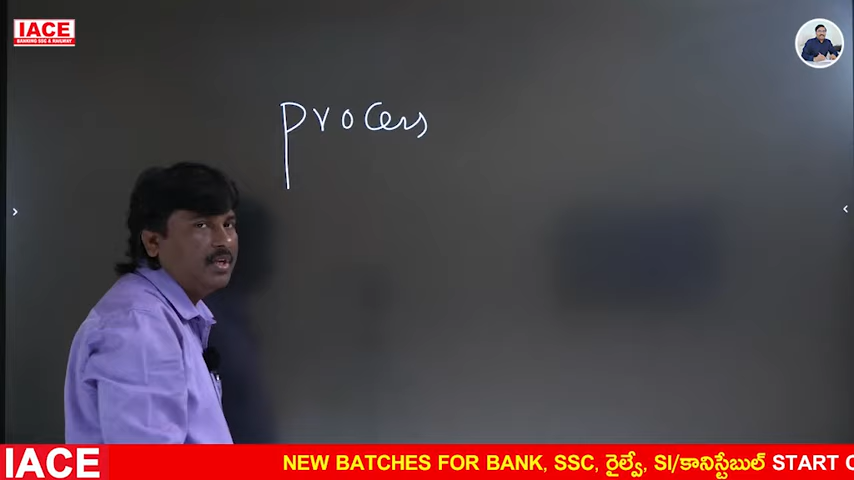 IACE
BANKING SSC & RAILWAY
process
IACE
NEW BATCHES FOR BANK, SSC, రైల్వే, SI/కానిస్టేబుల్ START